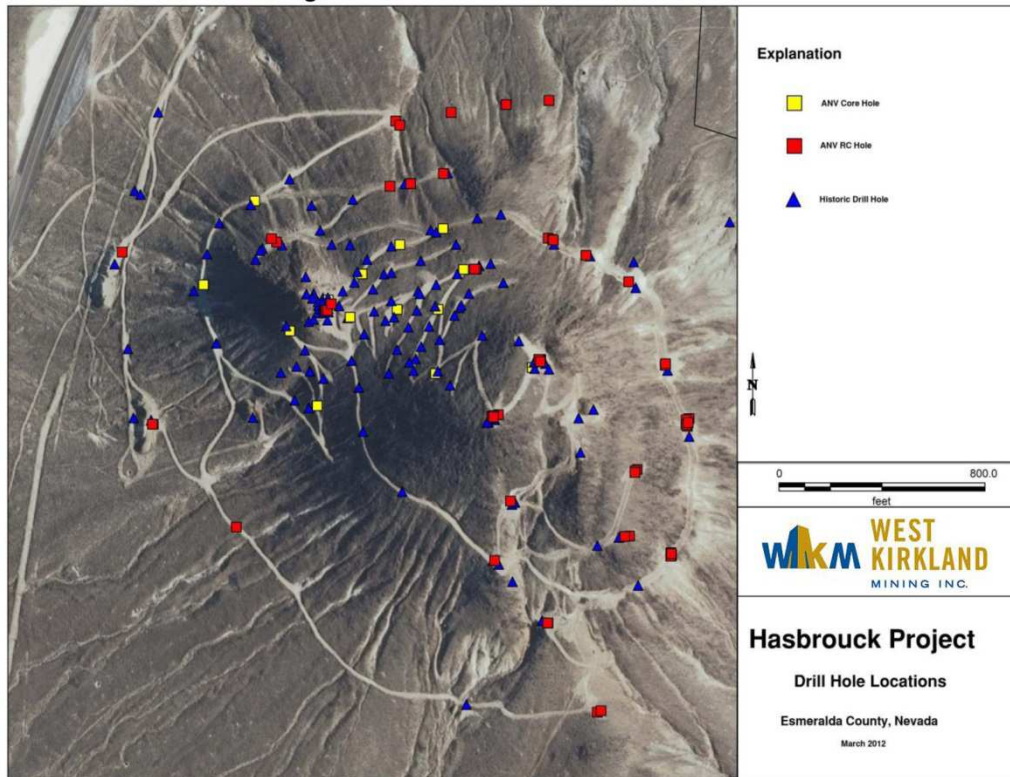 Explanation
ANV Core Hole
ANV RC Hole
Historic Drill Hole
N
0 800.0
feet
WKM WEST
KIRKLAND
MINING INC.
Hasbrouck Project
Drill Hole Locations
Esmeralda County, Nevada
March 2012